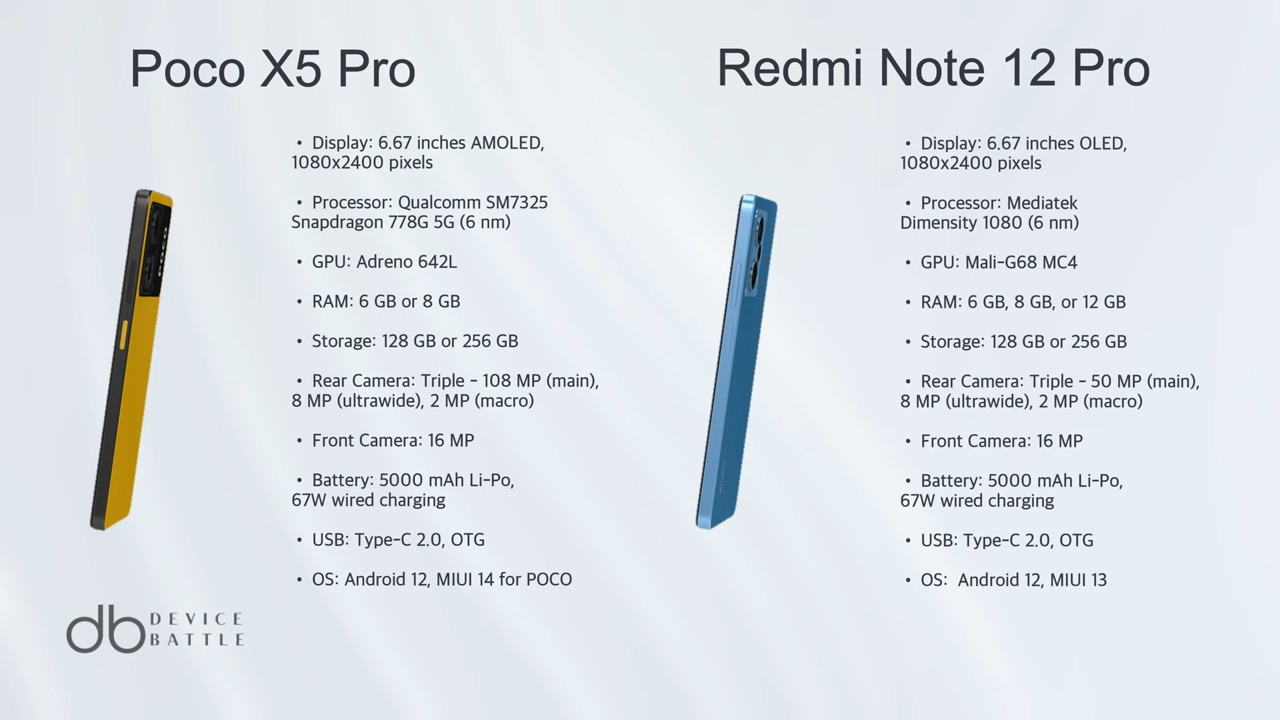 Poco X5 Pro
• Display: 6.67 inches AMOLED,
1080x2400 pixels
• Processor: Qualcomm SM7325
Snapdragon 778G 5G (6 nm)
• GPU: Adreno 642L
• RAM: 6 GB or 8 GB
• Storage: 128 GB or 256 GB
• Rear Camera: Triple - 108 MP (main),
8 MP (ultrawide), 2 MP (macro)
• Front Camera: 16 MP
• Battery: 5000 mAh Li-Po,
67W wired charging
• USB: Type-C 2.0, OTG
• OS: Android 12, MIUI 14 for POCO
Redmi Note 12 Pro
• Display: 6.67 inches OLED,
1080x2400 pixels
• Processor: Mediatek
Dimensity 1080 (6 nm)
• GPU: Mali-G68 MC4
• RAM: 6 GB, 8 GB, or 12 GB
• Storage: 128 GB or 256 GB
• Rear Camera: Triple - 50 MP (main),
8 MP (ultrawide), 2 MP (macro)
• Front Camera: 16 MP
• Battery: 5000 mAh Li-Po,
67W wired charging
• USB: Type-C 2.0, OTG
• OS:  Android 12, MIUI 13
db DEVICE
BATTLE